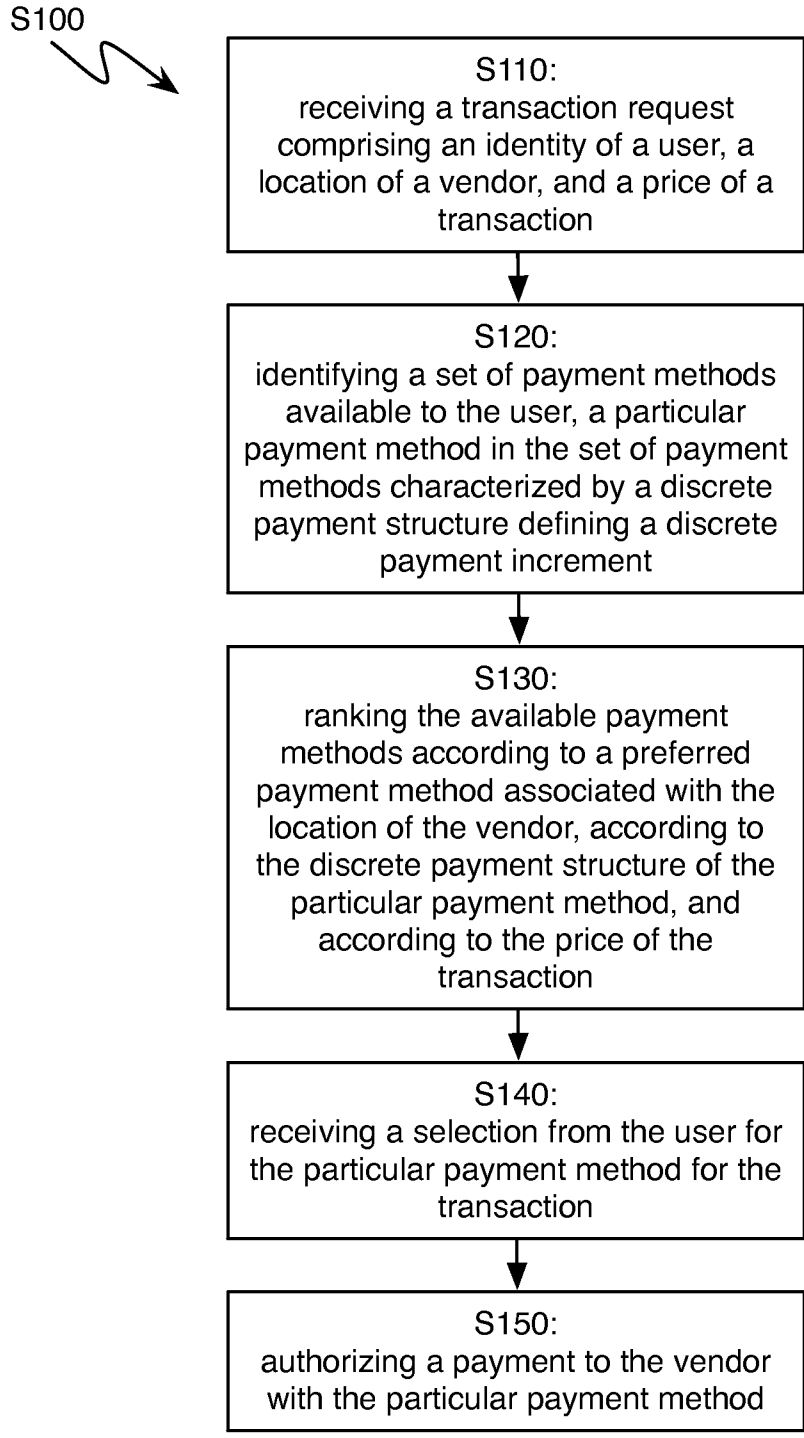 S100
S110:
receiving a transaction request
comprising an identity of a user, a
location of a vendor, and a price of a
transaction
S120:
identifying a set of payment methods
available to the user, a particular
payment method in the set of payment
methods characterized by a discrete
payment structure defining a discrete
payment increment
S130:
ranking the available payment
methods according to a preferred
payment method associated with the
location of the vendor, according to
the discrete payment structure of the
particular payment method, and
according to the price of the
transaction
S140:
receiving a selection from the user for
the particular payment method for the
transaction
S150:
authorizing a payment to the vendor
with the particular payment method